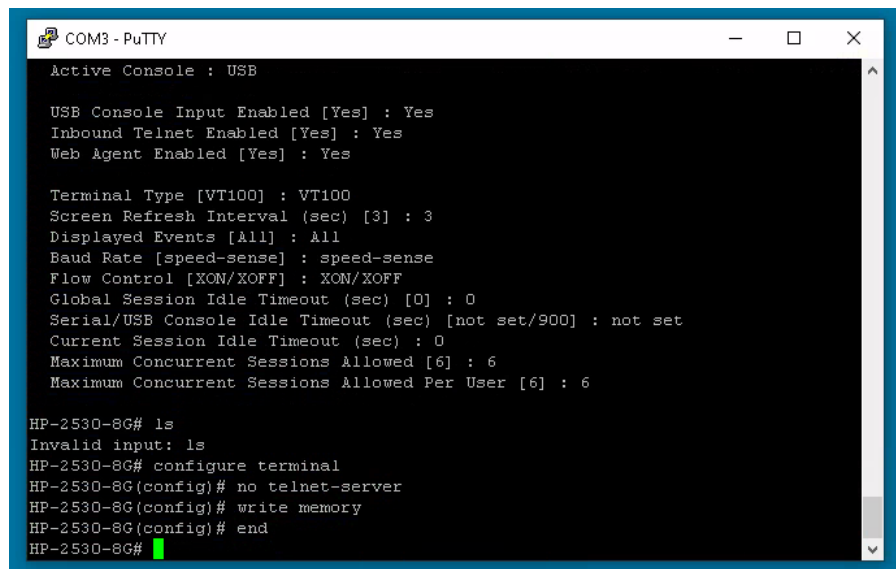 COM3 - PuTTY
Active Console : USB
USB Console Input Enabled [Yes] : Yes
Inbound Telnet Enabled [Yes] : Yes
Web Agent Enabled [Yes] : Yes
Terminal Type [VT100] : VT100
Screen Refresh Interval (sec) [3] : 3
Displayed Events [All] : All
Baud Rate [speed-sense] : speed-sense
Flow Control [XON/XOFF] : XON/XOFF
Global Session Idle Timeout (sec) [0] : 0
Serial/USB Console Idle Timeout (sec) [not set/900] : not set
Current Session Idle Timeout (sec) : 0
Maximum Concurrent Sessions Allowed [6] : 6
Maximum Concurrent Sessions Allowed Per User [6] : 6
HP-2530-8G# ls
Invalid input: ls
HP-2530-8G# configure terminal
HP-2530-8G(config)# no telnet-server
HP-2530-8G(config)# write memory
HP-2530-8G(config)# end
HP-2530-8G#